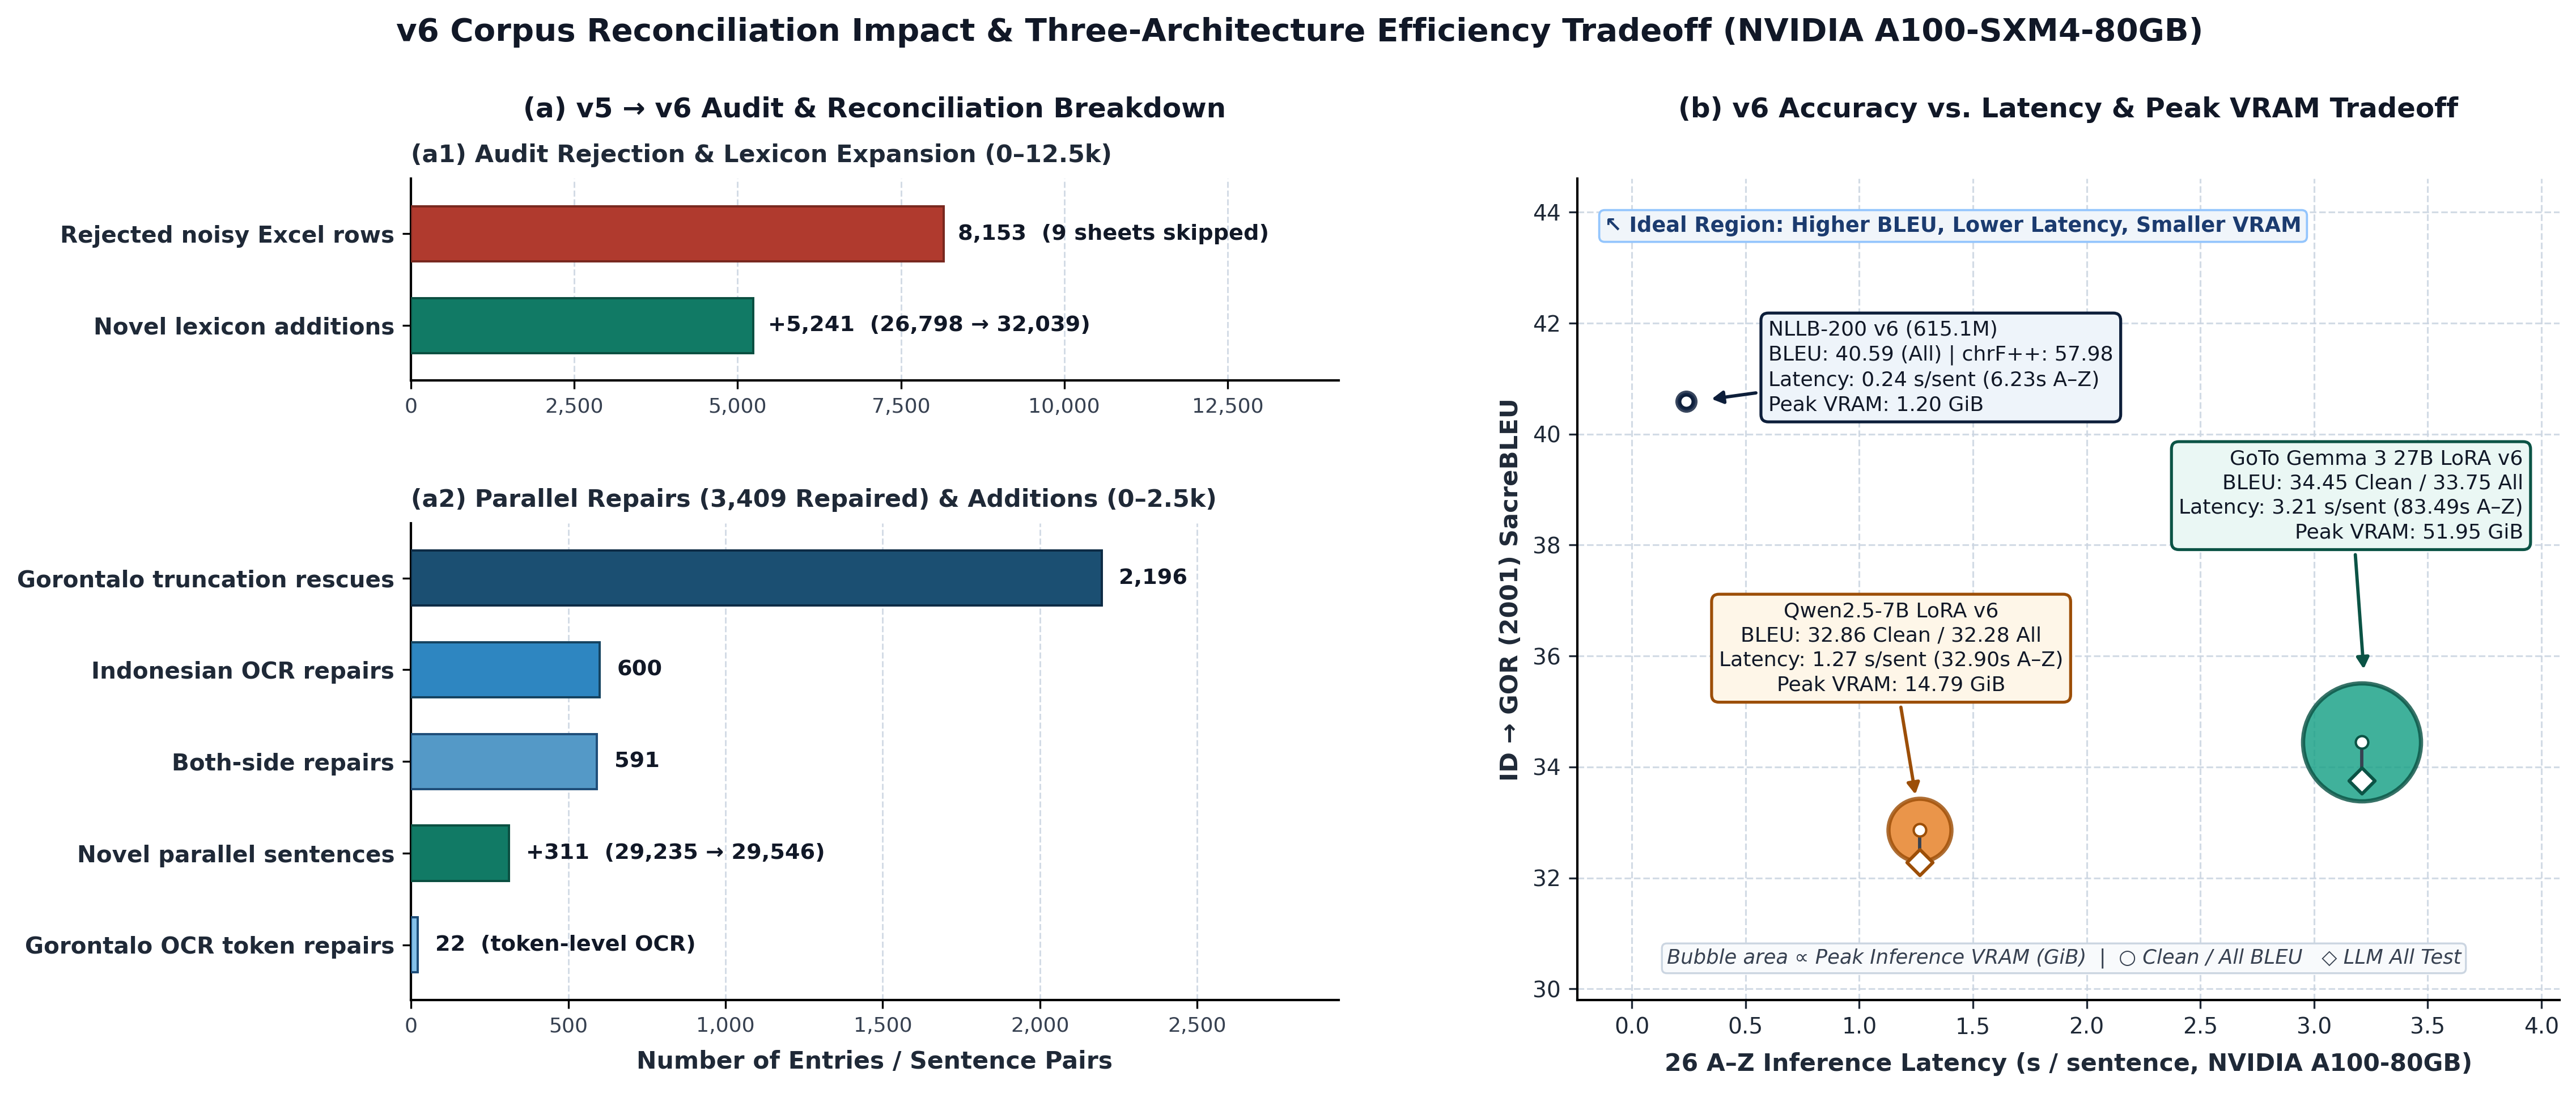 v6 Corpus Reconciliation Impact & Three-Architecture Efficiency Tradeoff (NVIDIA A100-SXM4-80GB)
(a) v5 → v6 Audit & Reconciliation Breakdown
(a1) Audit Rejection & Lexicon Expansion (0–12.5k)
Rejected noisy Excel rows
8,153 (9 sheets skipped)
Novel lexicon additions
+5,241 (26,798 → 32,039)
0 2,500 5,000 7,500 10,000 12,500
(a2) Parallel Repairs (3,409 Repaired) & Additions (0–2.5k)
Gorontalo truncation rescues
2,196
Indonesian OCR repairs
600
Both-side repairs
591
Novel parallel sentences
+311 (29,235 → 29,546)
Gorontalo OCR token repairs
22 (token-level OCR)
0 500 1,000 1,500 2,000 2,500
Number of Entries / Sentence Pairs
(b) v6 Accuracy vs. Latency & Peak VRAM Tradeoff
ID → GOR (2001) SacreBLEU
44
42
40
38
36
34
32
30
↖ Ideal Region: Higher BLEU, Lower Latency, Smaller VRAM
NLLB-200 v6 (615.1M)
BLEU: 40.59 (All) | chrF++: 57.98
Latency: 0.24 s/sent (6.23s A–Z)
Peak VRAM: 1.20 GiB
GoTo Gemma 3 27B LoRA v6
BLEU: 34.45 Clean / 33.75 All
Latency: 3.21 s/sent (83.49s A–Z)
Peak VRAM: 51.95 GiB
Qwen2.5-7B LoRA v6
BLEU: 32.86 Clean / 32.28 All
Latency: 1.27 s/sent (32.90s A–Z)
Peak VRAM: 14.79 GiB
Bubble area ∝ Peak Inference VRAM (GiB) | ○ Clean / All BLEU ◇ LLM All Test
0.0 0.5 1.0 1.5 2.0 2.5 3.0 3.5 4.0
26 A–Z Inference Latency (s / sentence, NVIDIA A100-80GB)